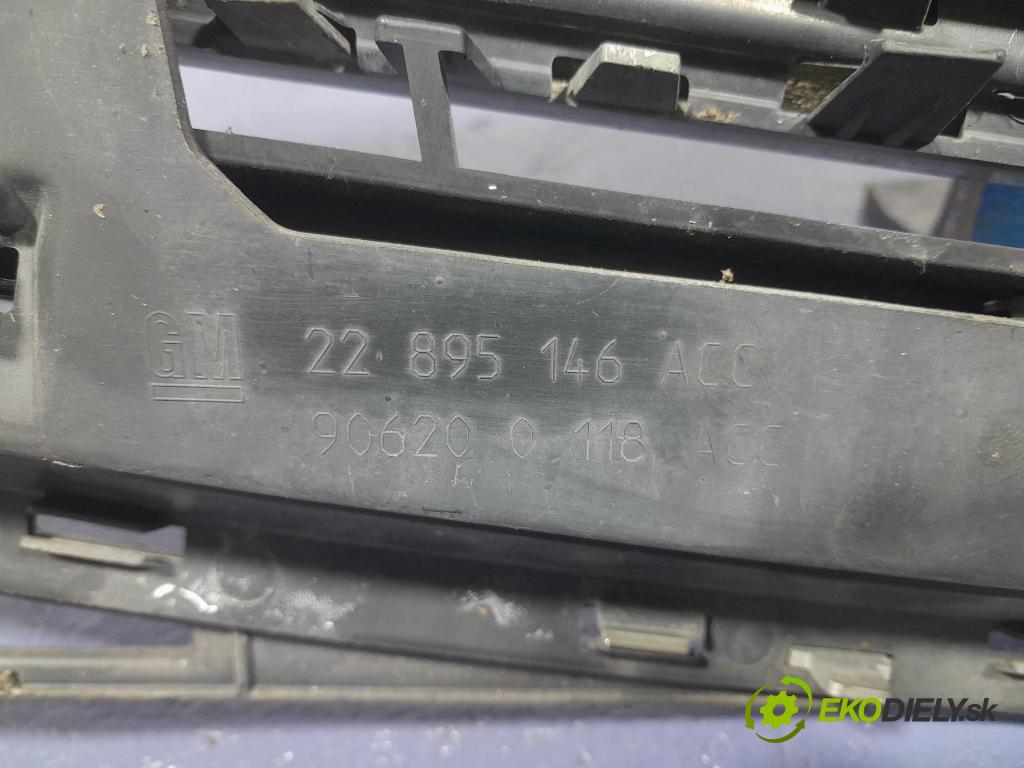 GM 22 895 146 ACC
90620 0 118 ACC
EKODIELY.sk